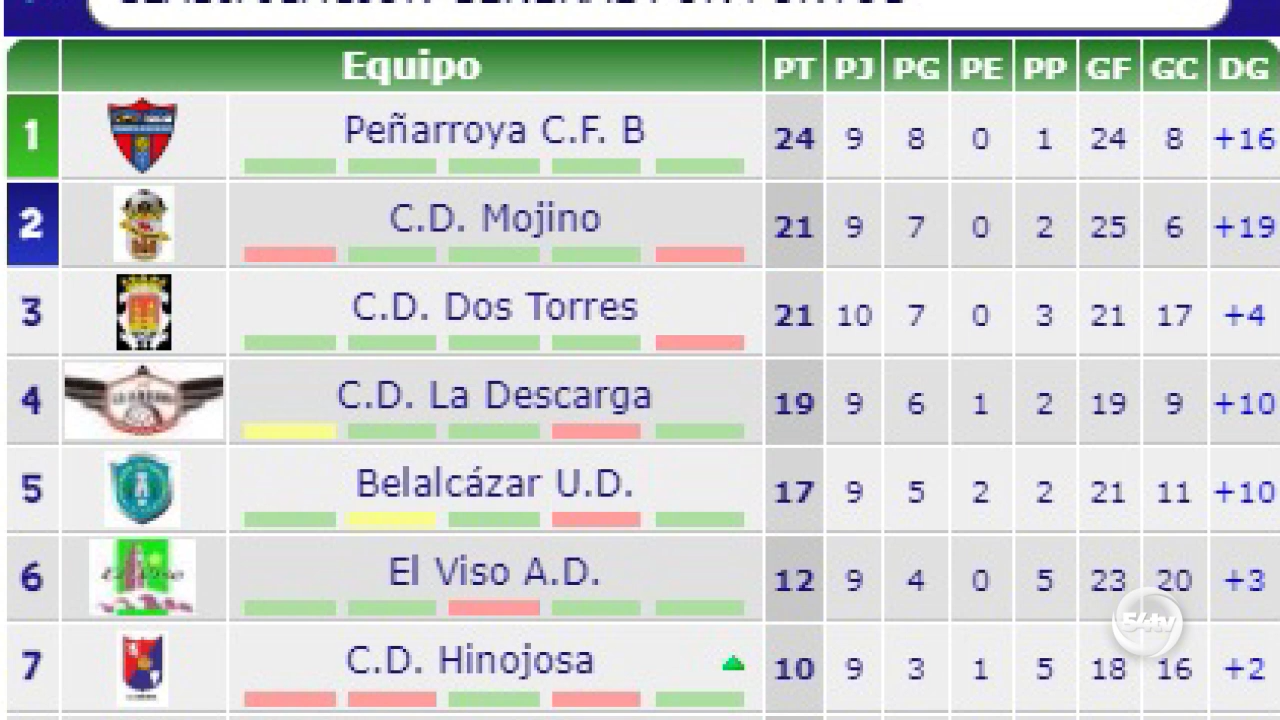 Equipo PT PJ PG PE PP GF GC DG
1 Peñarroya C.F. B 24 9 8 0 1 24 8 +16
2 C.D. Mojino 21 9 7 0 2 25 6 +19
3 C.D. Dos Torres 21 10 7 0 3 21 17 +4
4 C.D. La Descarga 19 9 6 1 2 19 9 +10
5 Belalcázar U.D. 17 9 5 2 2 21 11 +10
6 El Viso A.D. 12 9 4 0 5 23 20 +3
54tv
7 C.D. Hinojosa 10 9 3 1 5 18 16 +2